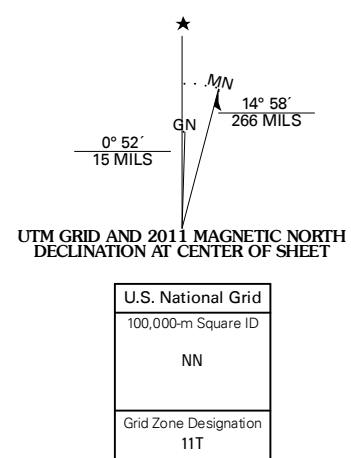 ★
MN
GN
14° 58´
266 MILS
0° 52´
15 MILS
UTM GRID AND 2011 MAGNETIC NORTH
DECLINATION AT CENTER OF SHEET
U.S. National Grid
100,000-m Square ID
NN
Grid Zone Designation
11T